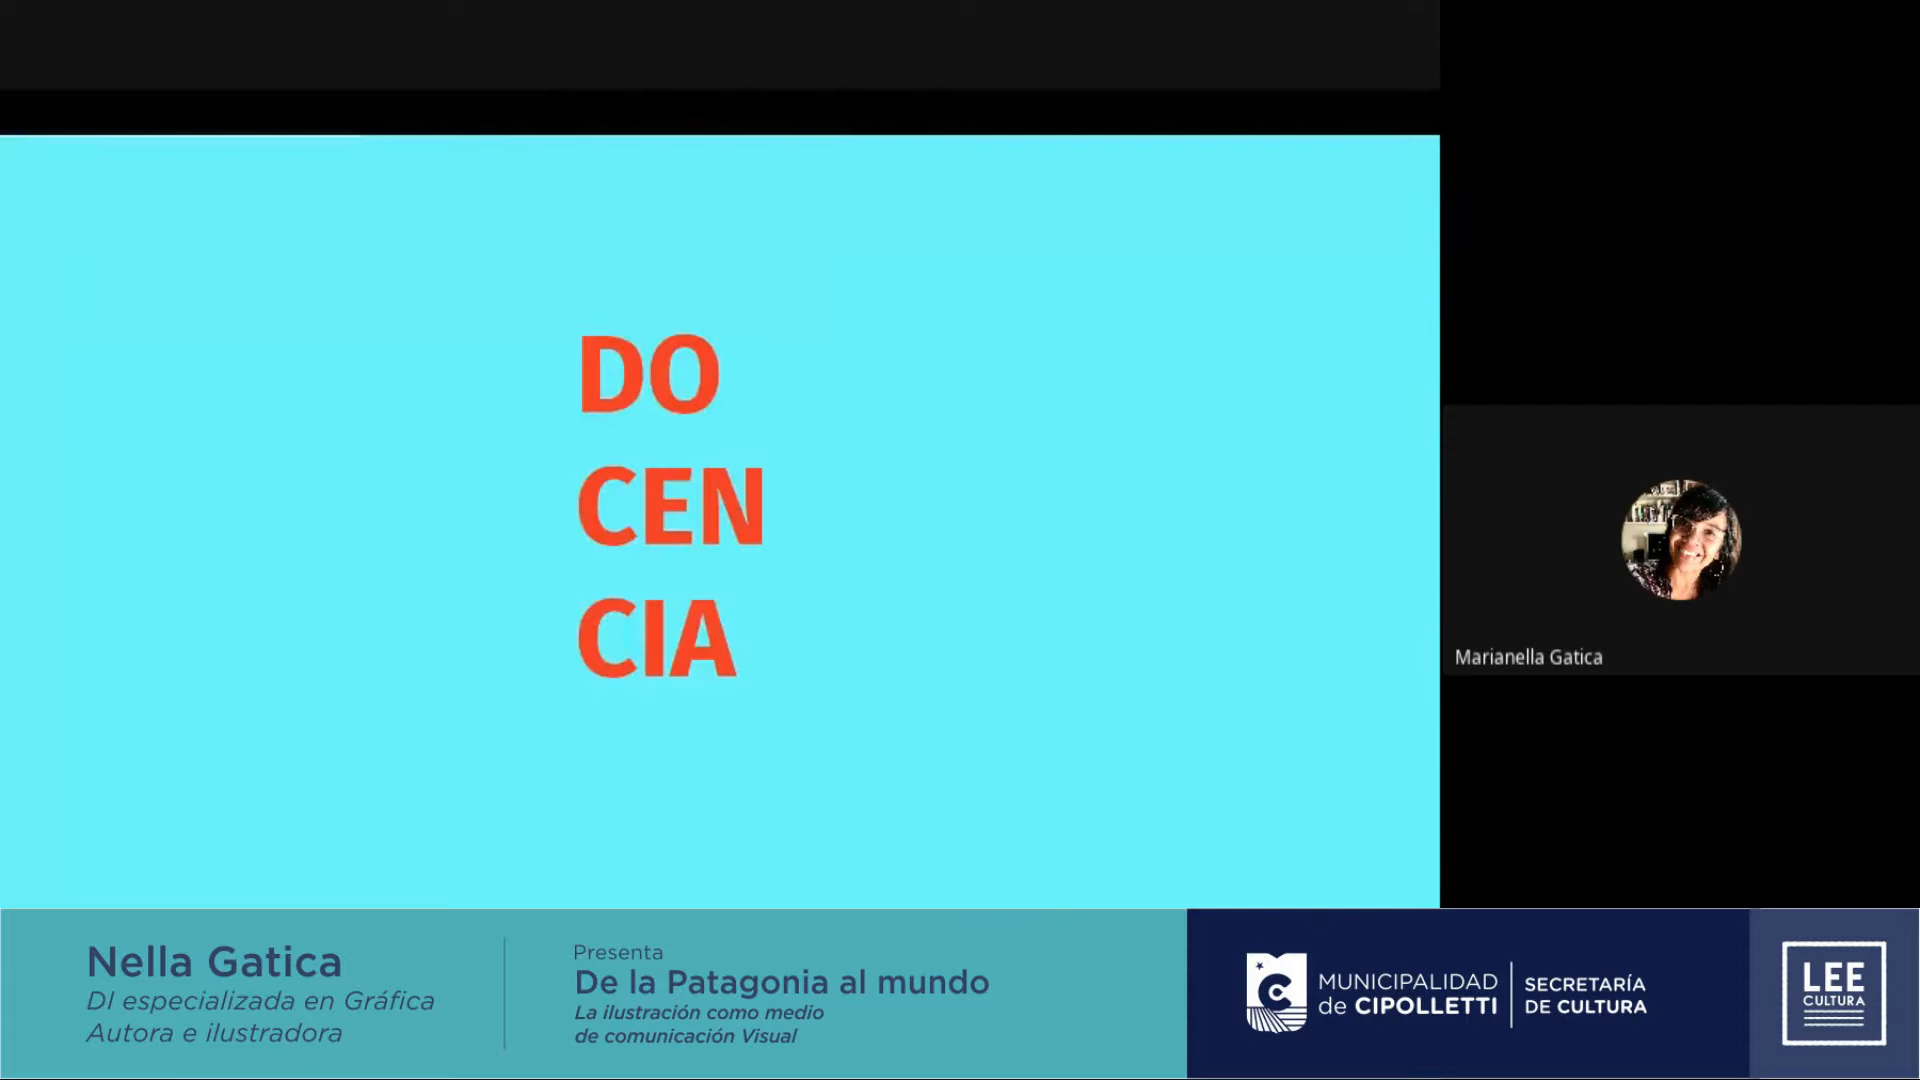 DO
CEN
CIA
Marianella Gatica
Nella Gatica
DI especializada en Gráfica
Autora e ilustradora
Presenta
De la Patagonia al mundo
La ilustración como medio
de comunicación Visual
MUNICIPALIDAD
de CIPOLLETTI
SECRETARÍA
DE CULTURA
LEE
CULTURA